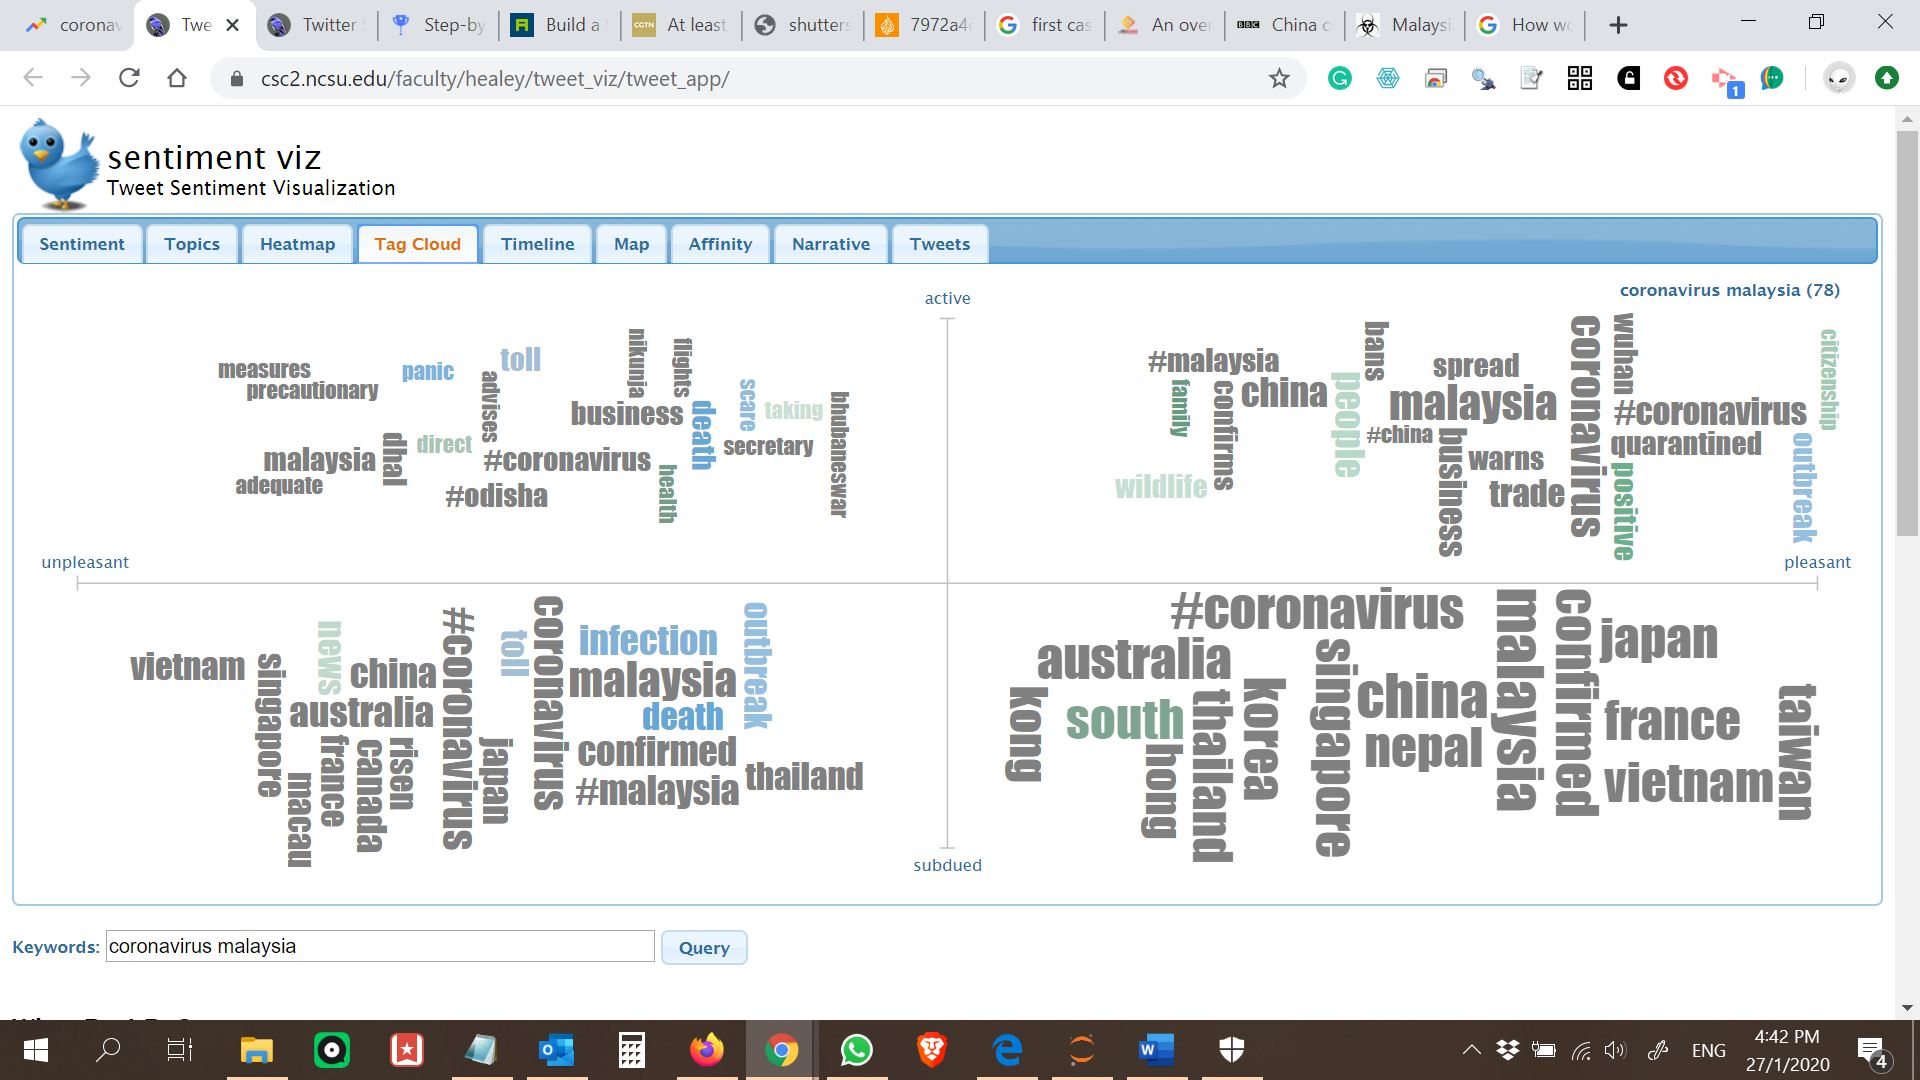 coronav
Twe
Twitter S
Step-by
Build a S
CGTN At least
shutters
7972a4c
first cas
An over
BBC China c
Malaysi
How wo
csc2.ncsu.edu/faculty/healey/tweet_viz/tweet_app/
1
sentiment viz
Tweet Sentiment Visualization
Sentiment Topics Heatmap Tag Cloud Timeline Map Affinity Narrative Tweets
coronavirus malaysia (78)
active
measures
precautionary
panic
toll
advises
nikunja
flights
business
death
scare
taking
secretary
bhubaneswar
malaysia
dhal
direct
#coronavirus
adequate
#odisha
health
#malaysia
family
confirms
china
people
bans
spread
malaysia
#china
coronavirus
wuhan
#coronavirus
citizenship
quarantined
outbreak
business
warns
trade
positive
wildlife
unpleasant
pleasant
vietnam
singapore
news
china
australia
france
macau
canada
risen
#coronavirus
japan
toll
coronavirus
infection
malaysia
death
outbreak
confirmed
#malaysia
thailand
#coronavirus
australia
kong
south
hong
thailand
korea
singapore
china
nepal
malaysia
confirmed
japan
france
vietnam
taiwan
subdued
Keywords: coronavirus malaysia Query
ENG
4:42 PM
27/1/2020
4